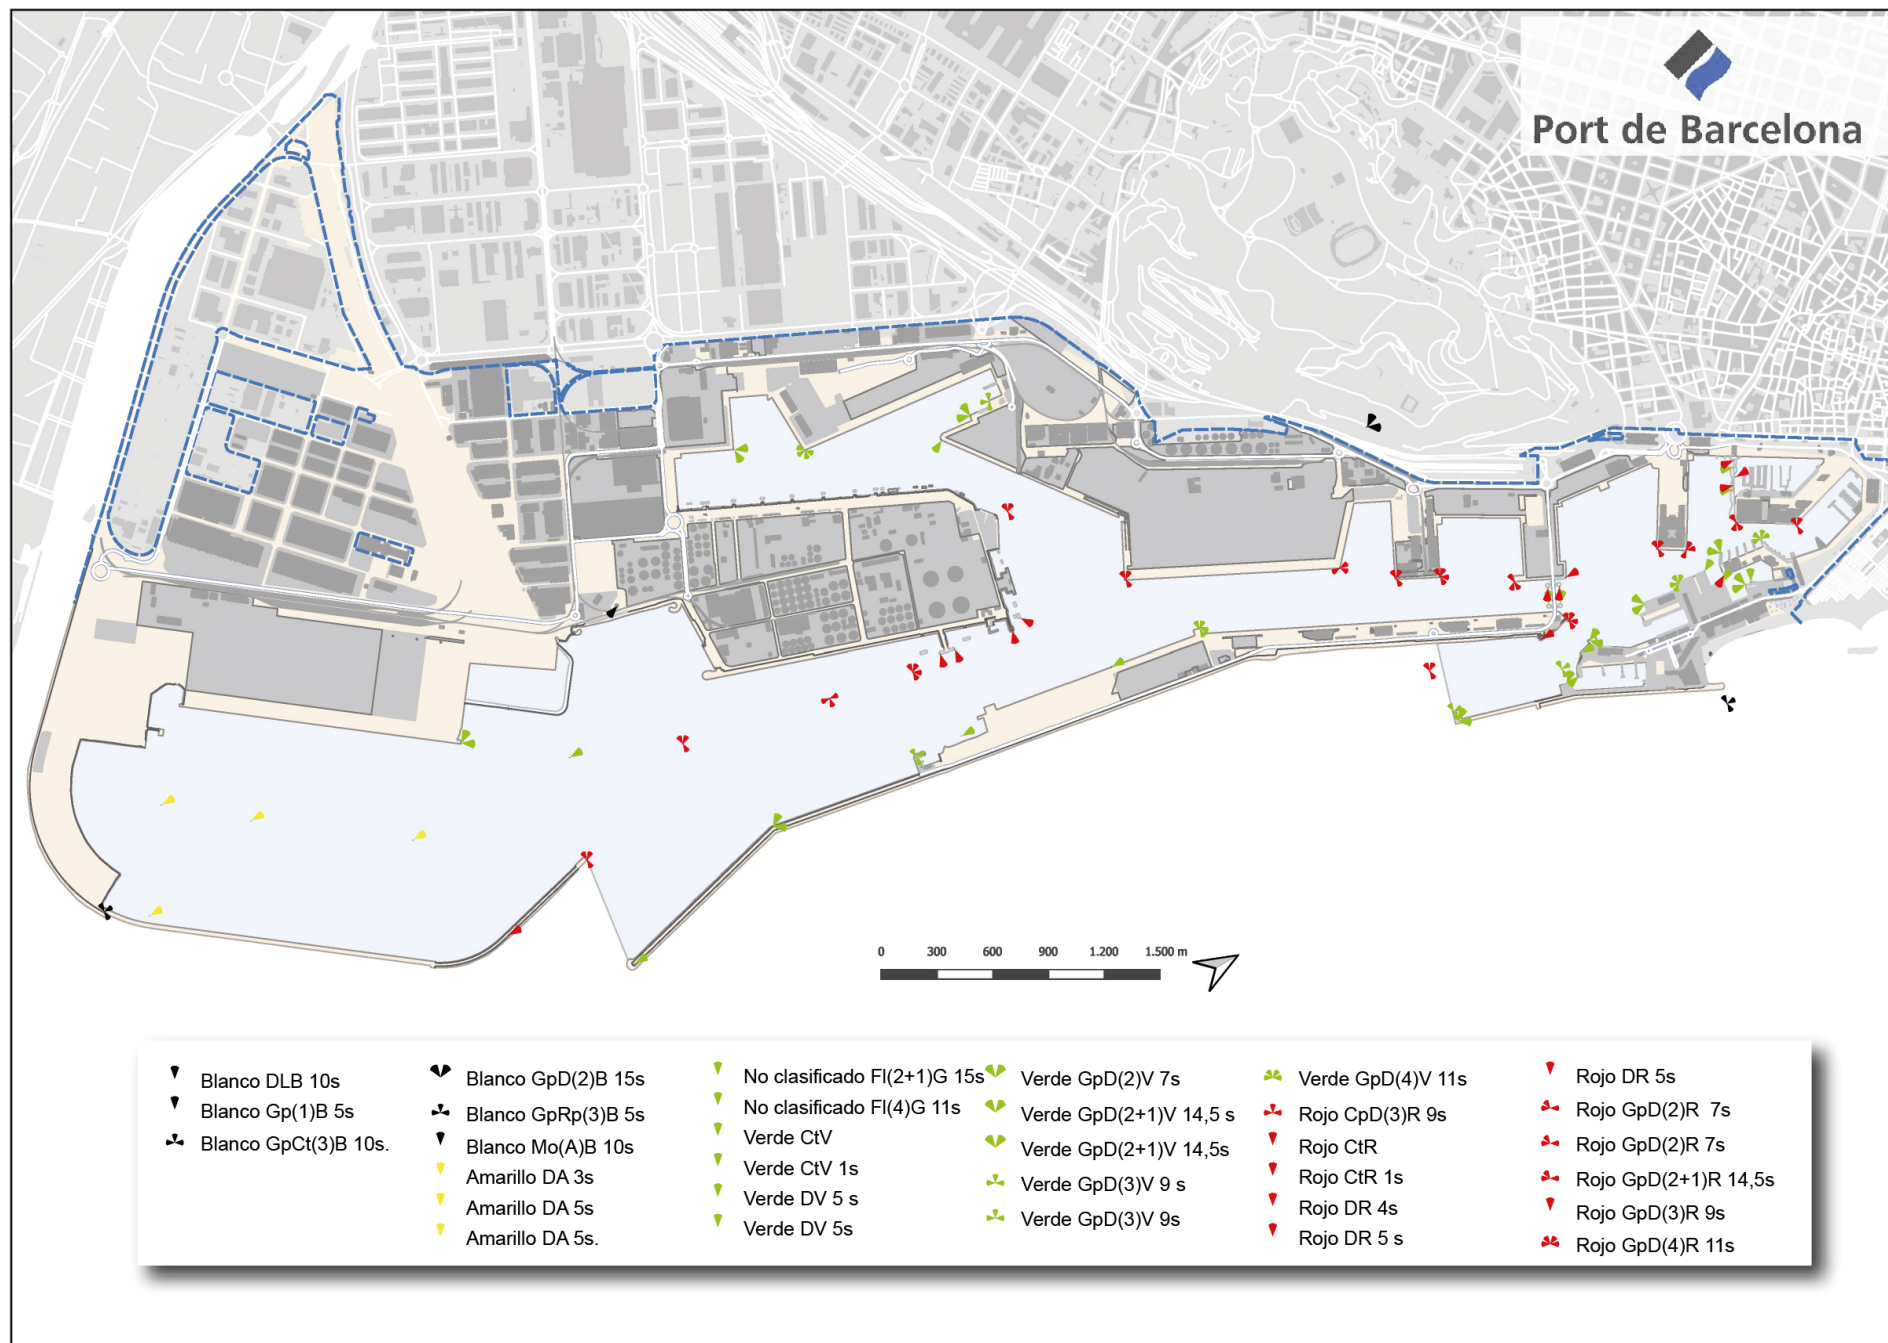 Port de Barcelona
0 300 600 900 1.200 1.500 m
Blanco DLB 10s
Blanco Gp(1)B 5s
Blanco GpCt(3)B 10s.
Blanco GpD(2)B 15s
Blanco GpRp(3)B 5s
Blanco Mo(A)B 10s
Amarillo DA 3s
Amarillo DA 5s
Amarillo DA 5s.
No clasificado Fl(2+1)G 15s
No clasificado Fl(4)G 11s
Verde CtV
Verde CtV 1s
Verde DV 5 s
Verde DV 5s
Verde GpD(2)V 7s
Verde GpD(2+1)V 14,5 s
Verde GpD(2+1)V 14,5s
Verde GpD(3)V 9 s
Verde GpD(3)V 9s
Verde GpD(4)V 11s
Rojo CpD(3)R 9s
Rojo CtR
Rojo CtR 1s
Rojo DR 4s
Rojo DR 5 s
Rojo DR 5s
Rojo GpD(2)R  7s
Rojo GpD(2)R 7s
Rojo GpD(2+1)R 14,5s
Rojo GpD(3)R 9s
Rojo GpD(4)R 11s